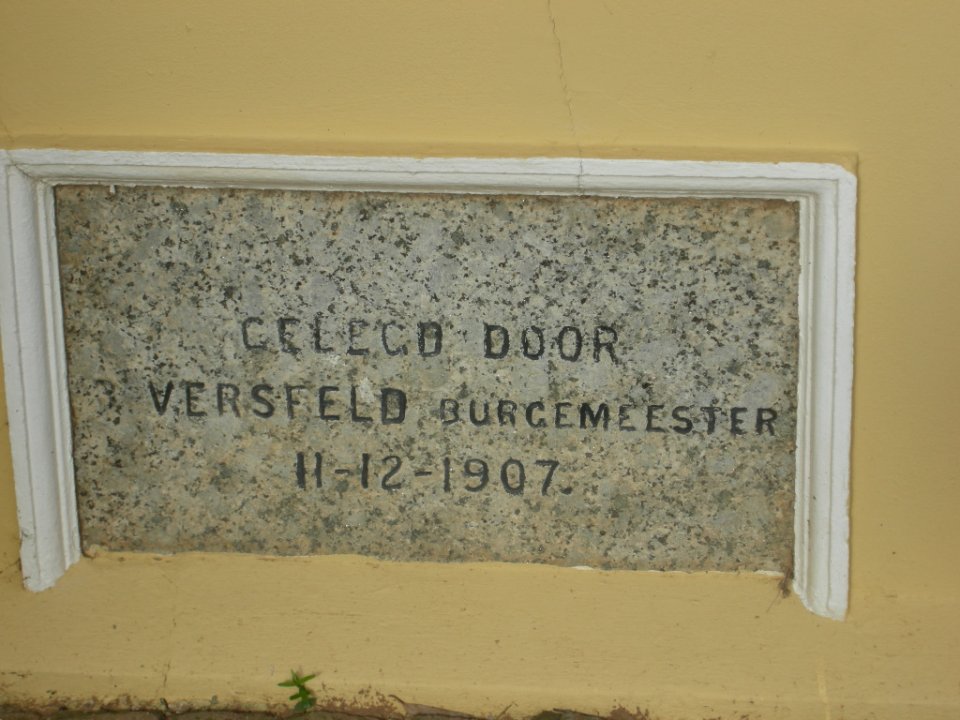 GELEGD DOOR
VERSFELD BURGEMEESTER
11-12-1907.